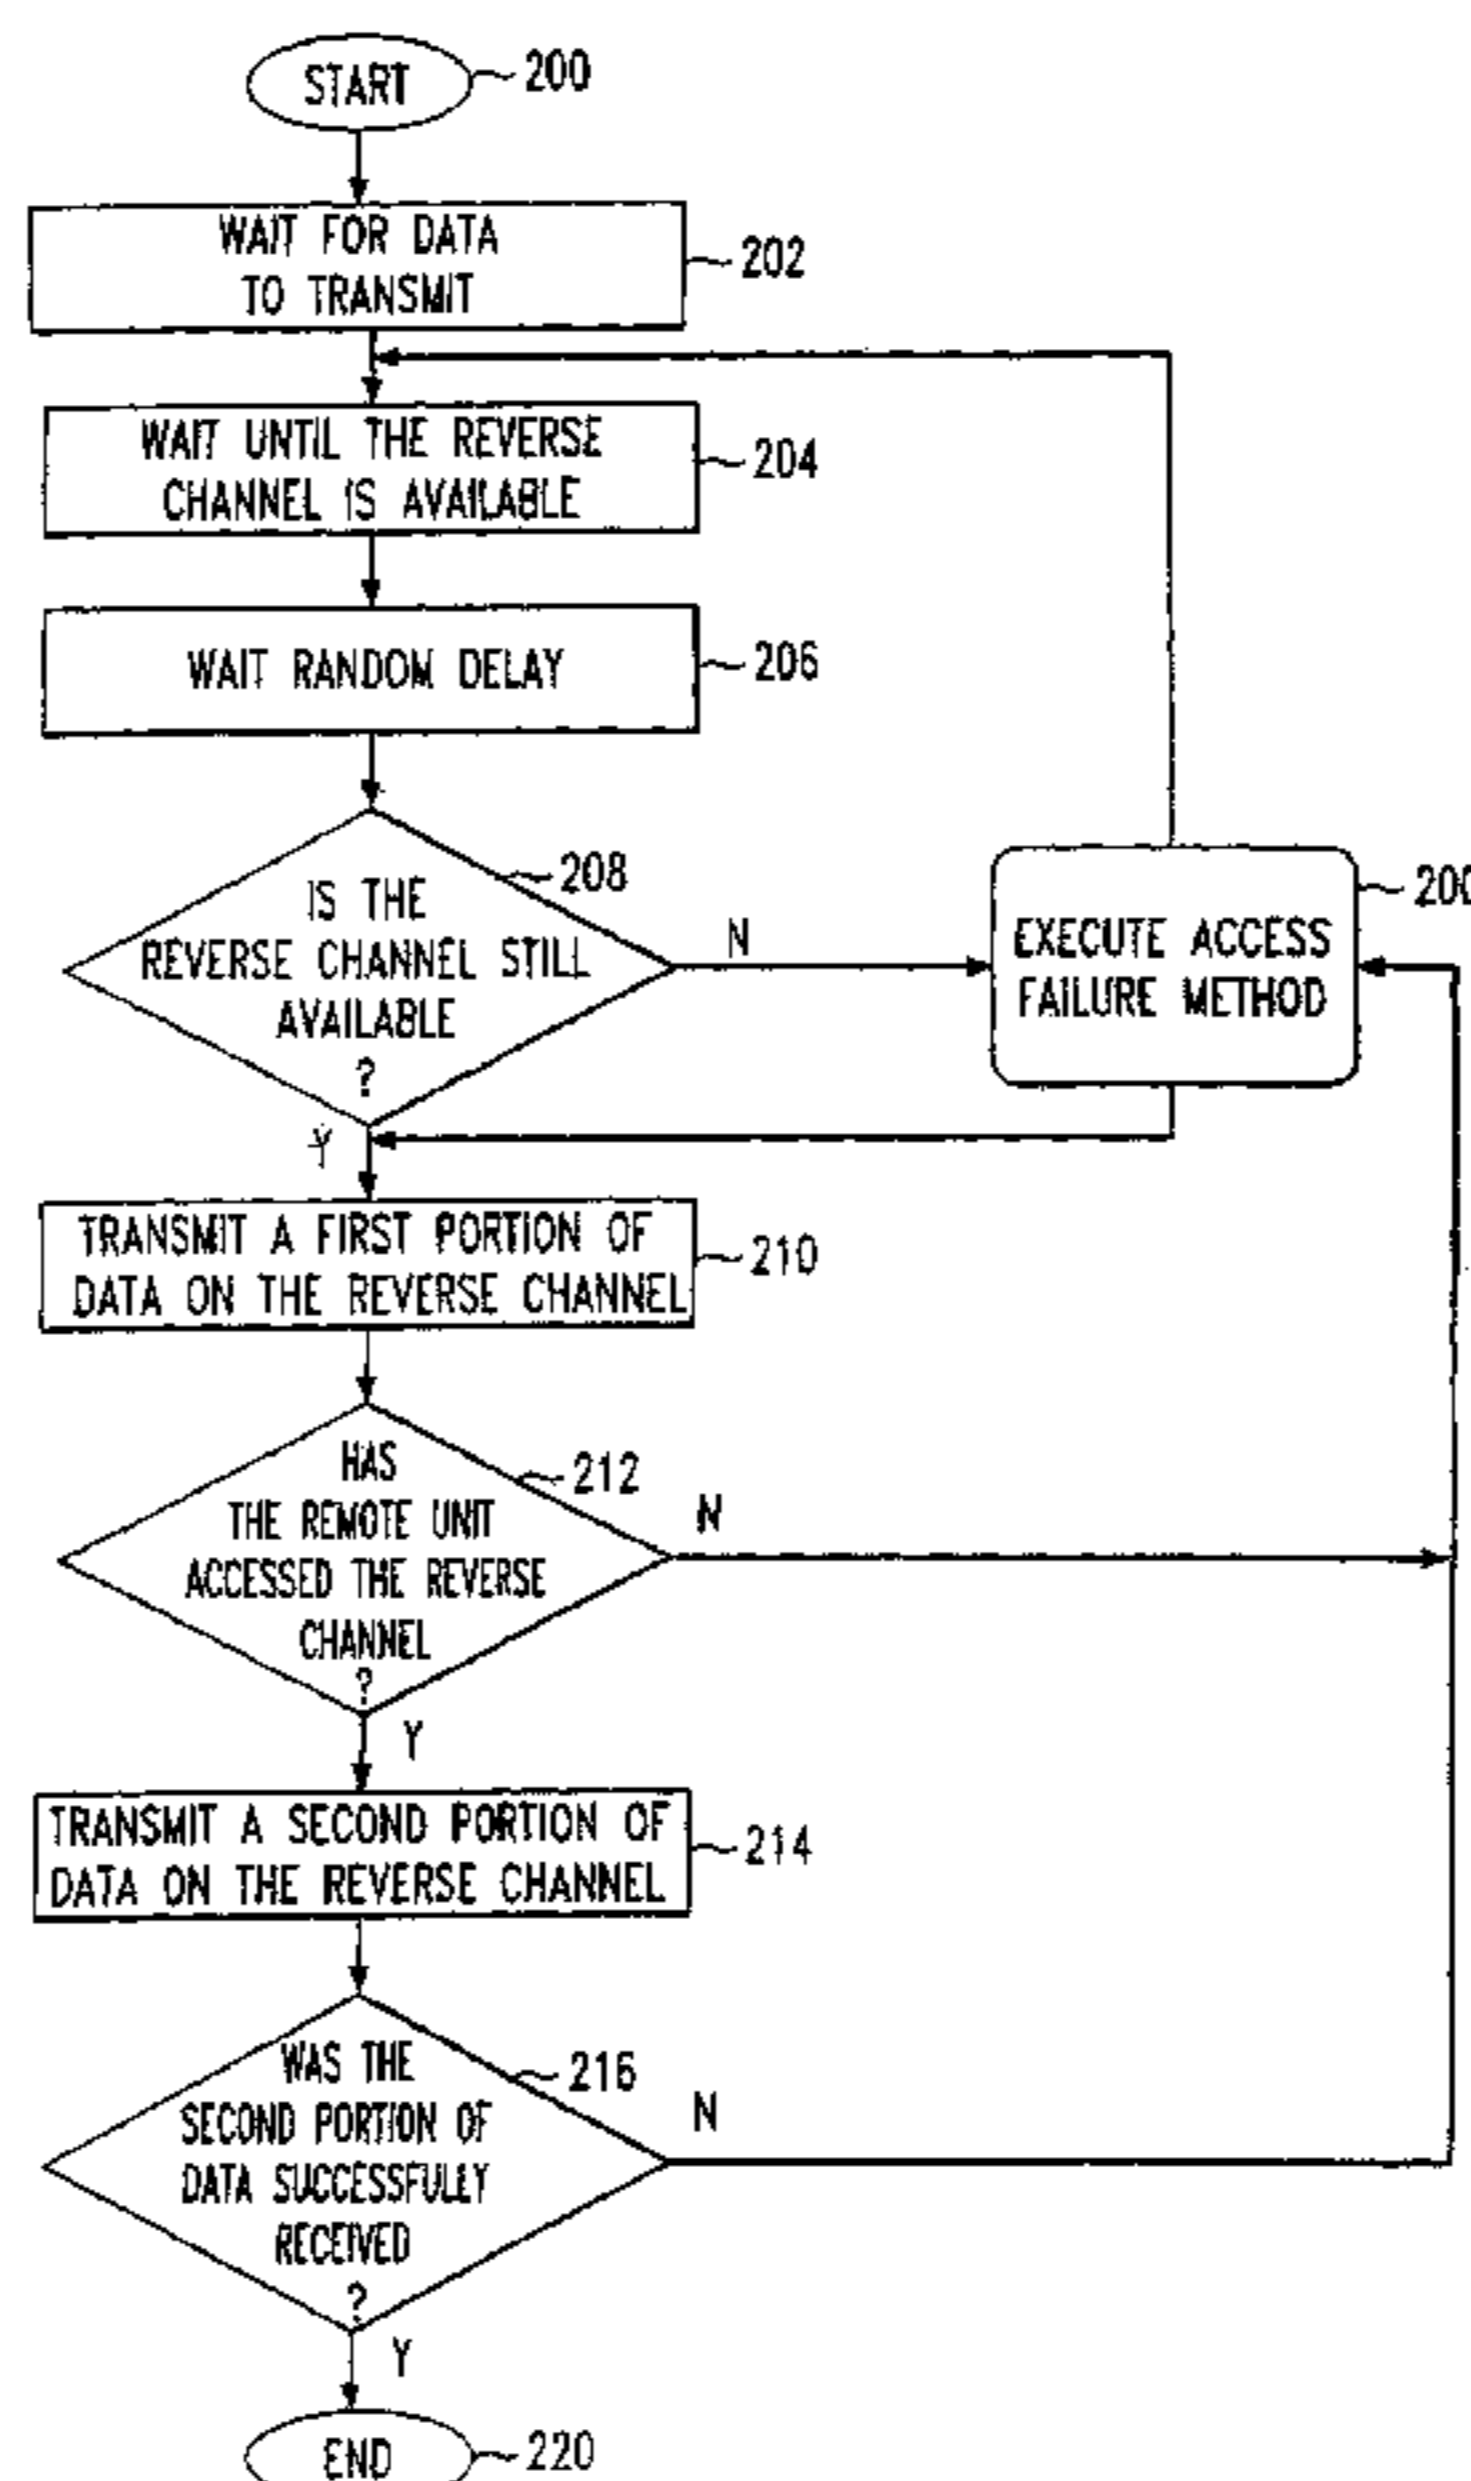 START
200
WAIT FOR DATA
TO TRANSMIT
202
WAIT UNTIL THE REVERSE
CHANNEL IS AVAILABLE
204
WAIT RANDOM DELAY
206
IS THE
REVERSE CHANNEL STILL
AVAILABLE
?
208
N
EXECUTE ACCESS
FAILURE METHOD
200
Y
TRANSMIT A FIRST PORTION OF
DATA ON THE REVERSE CHANNEL
210
HAS
THE REMOTE UNIT
ACCESSED THE REVERSE
CHANNEL
?
212
N
Y
TRANSMIT A SECOND PORTION OF
DATA ON THE REVERSE CHANNEL
214
WAS THE
SECOND PORTION OF
DATA SUCCESSFULLY
RECEIVED
?
216
N
Y
END
220